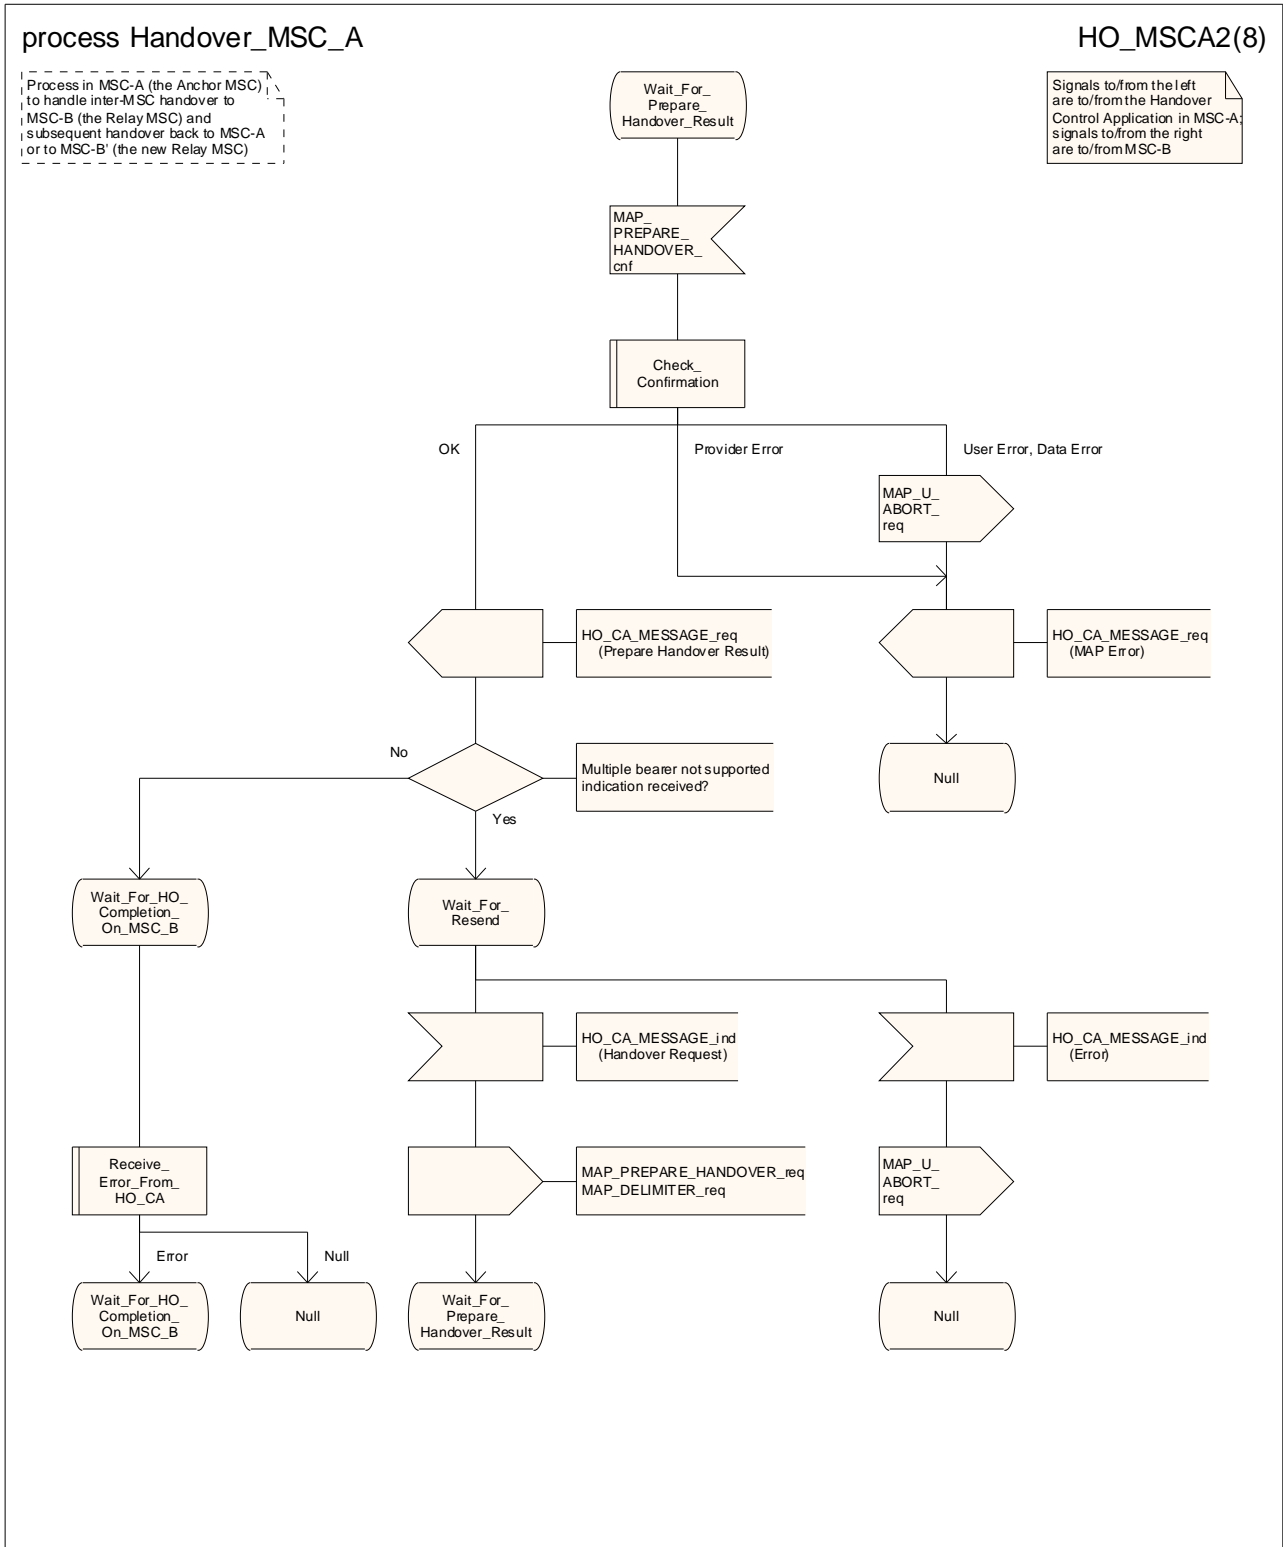 process Handover_MSC_A
HO_MSCA2(8)
Process in MSC-A (the Anchor MSC)
to handle inter-MSC handover to
MSC-B (the Relay MSC) and
subsequent handover back to MSC-A
or to MSC-B' (the new Relay MSC)
Wait_For_
Prepare_
Handover_Result
Signals to/from the left
are to/from the Handover
Control Application in MSC-A;
signals to/from the right
are to/from MSC-B
MAP_
PREPARE_
HANDOVER_
cnf
Check_
Confirmation
OK
Provider Error
User Error, Data Error
MAP_U_
ABORT_
req
HO_CA_MESSAGE_req
(Prepare Handover Result)
HO_CA_MESSAGE_req
(MAP Error)
No
Multiple bearer not supported
indication received?
Null
Yes
Wait_For_HO_
Completion_
On_MSC_B
Wait_For_
Resend
HO_CA_MESSAGE_ind
(Handover Request)
HO_CA_MESSAGE_ind
(Error)
Receive_
Error_From_
HO_CA
MAP_PREPARE_HANDOVER_req
MAP_DELIMITER_req
MAP_U_
ABORT_
req
Error
Null
Wait_For_HO_
Completion_
On_MSC_B
Null
Wait_For_
Prepare_
Handover_Result
Null